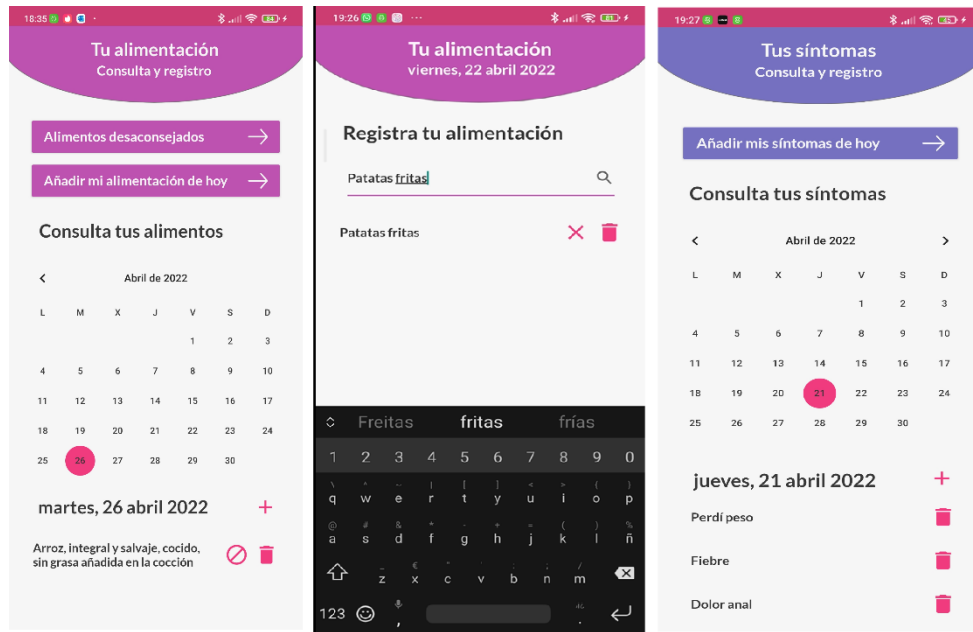 18:35
84
Tu alimentación
Consulta y registro
Alimentos desaconsejados
Añadir mi alimentación de hoy
Consulta tus alimentos
Abril de 2022
L M X J V S D
1 2 3
4 5 6 7 8 9 10
11 12 13 14 15 16 17
18 19 20 21 22 23 24
25 26 27 28 29 30
martes, 26 abril 2022
Arroz, integral y salvaje, cocido,
sin grasa añadida en la cocción
19:26
Tu alimentación
viernes, 22 abril 2022
Registra tu alimentación
Patatas fritas
Patatas fritas
Freitas fritas frías
1 2 3 4 5 6 7 8 9 0
q w e r t y u i o p
a s d f g h j k l ñ
z x c v b n m
123 , .
19:27
Tus síntomas
Consulta y registro
Añadir mis síntomas de hoy
Consulta tus síntomas
Abril de 2022
L M X J V S D
1 2 3
4 5 6 7 8 9 10
11 12 13 14 15 16 17
18 19 20 21 22 23 24
25 26 27 28 29 30
jueves, 21 abril 2022
Perdí peso
Fiebre
Dolor anal